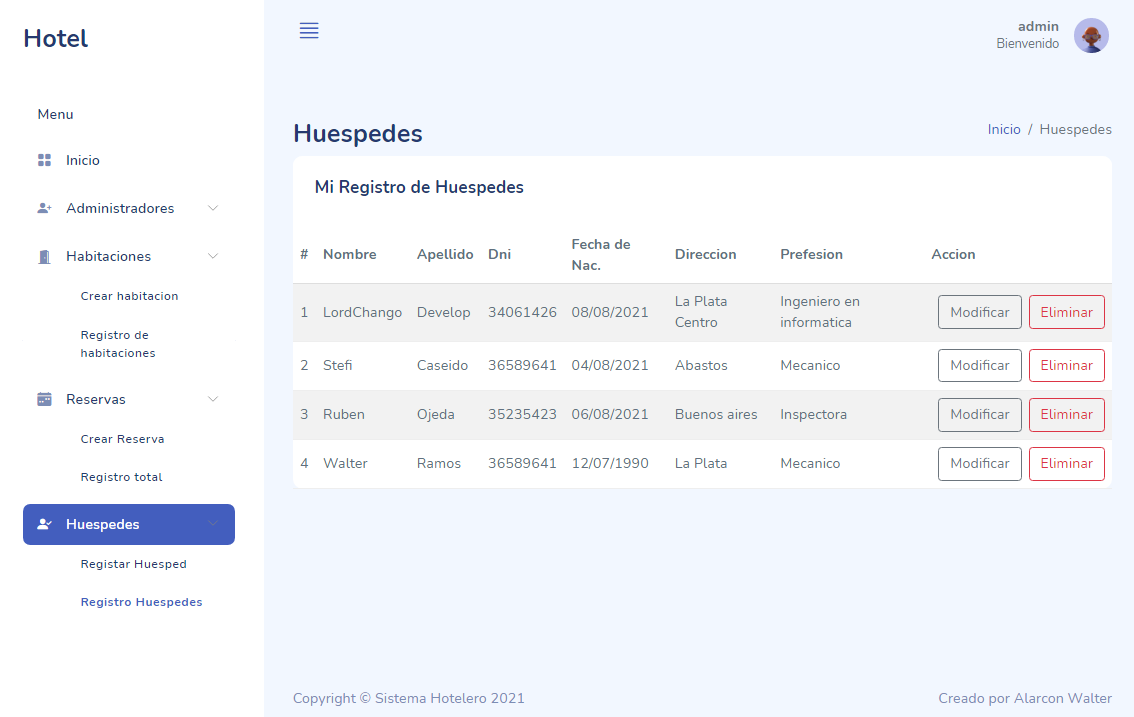 Hotel
admin
Bienvenido
Menu
Inicio
Administradores
Habitaciones
Crear habitacion
Registro de
habitaciones
Reservas
Crear Reserva
Registro total
Huespedes
Registar Huesped
Registro Huespedes
Huespedes
Inicio / Huespedes
Mi Registro de Huespedes
# Nombre Apellido Dni Fecha de Nac. Direccion Prefesion Accion
1 LordChango Develop 34061426 08/08/2021 La Plata Centro Ingeniero en informatica Modificar Eliminar
2 Stefi Caseido 36589641 04/08/2021 Abastos Mecanico Modificar Eliminar
3 Ruben Ojeda 35235423 06/08/2021 Buenos aires Inspectora Modificar Eliminar
4 Walter Ramos 36589641 12/07/1990 La Plata Mecanico Modificar Eliminar
Copyright © Sistema Hotelero 2021
Creado por Alarcon Walter